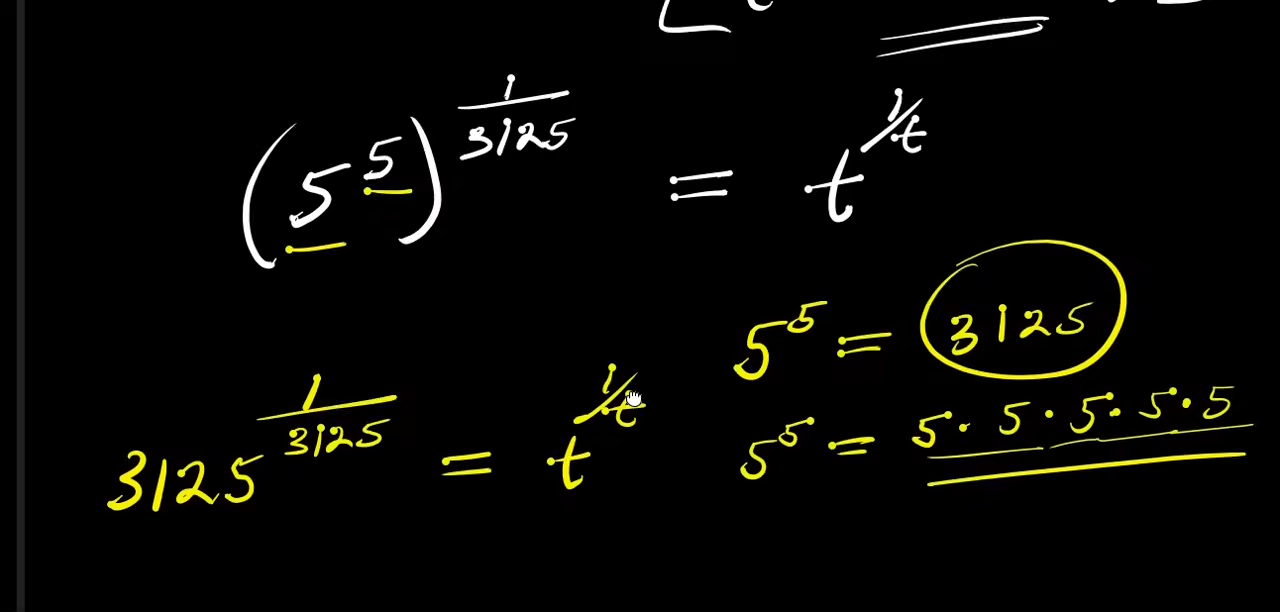 (5^5)^(1/3125) = t^(1/t)
5^5 = 3125
5^5 = 5·5·5·5·5
3125^(1/3125) = t^(1/t)